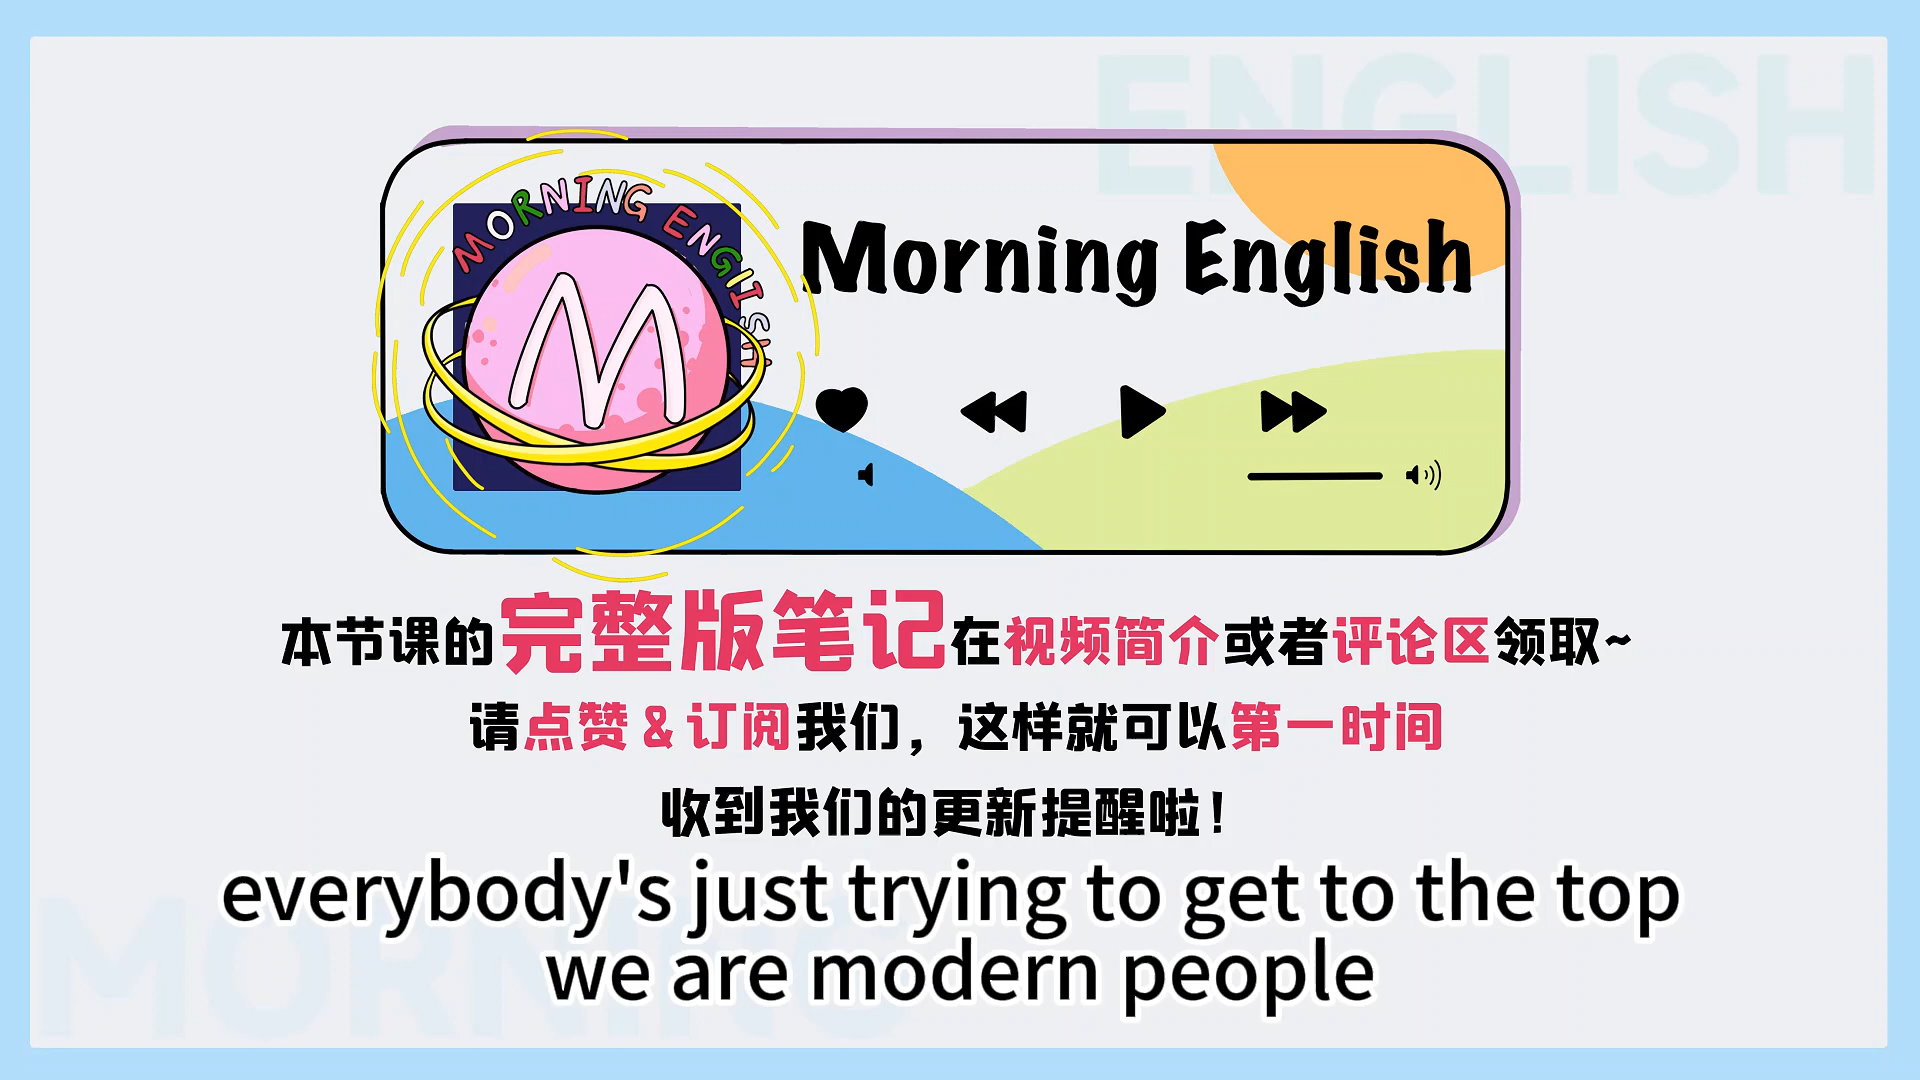 ENGLISH
MORNING ENGLISH
M
Morning English
本节课的完整版笔记在视频简介或者评论区领取~
请点赞&订阅我们，这样就可以第一时间
收到我们的更新提醒啦！
everybody's just trying to get to the top
we are modern people
MORNING